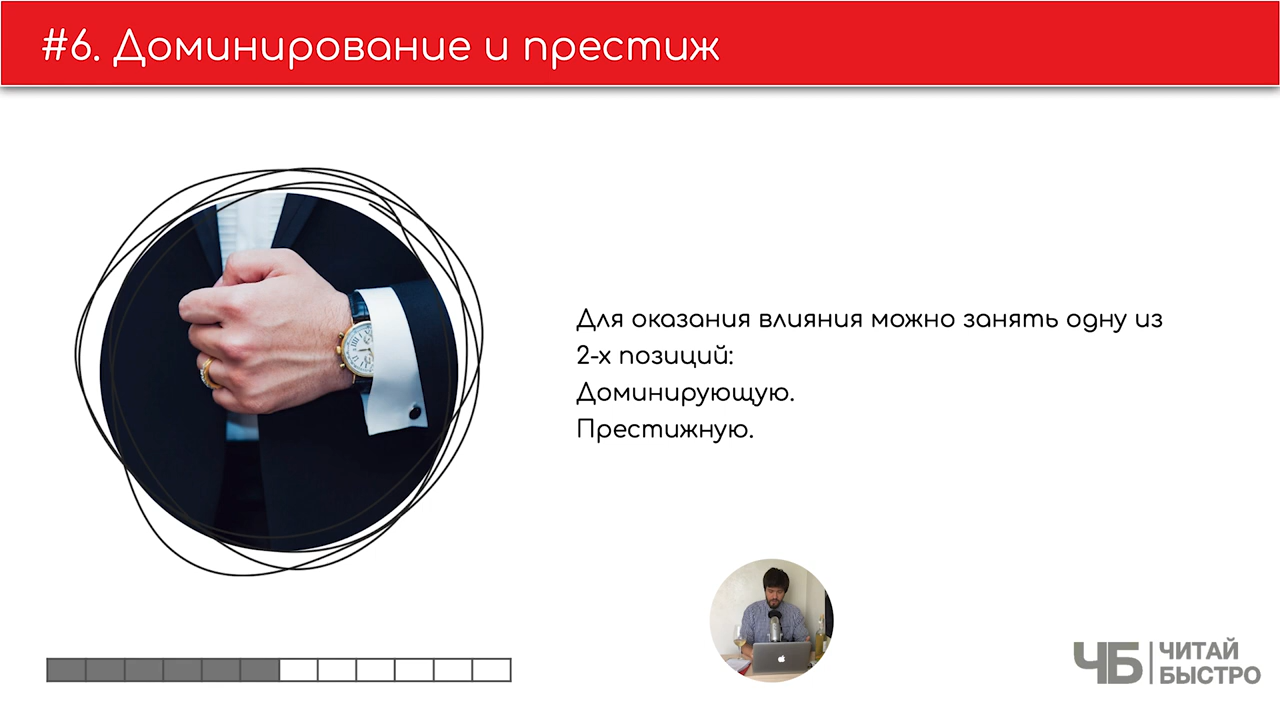 #6. Доминирование и престиж
Для оказания влияния можно занять одну из
2-х позиций:
Доминирующую.
Престижную.
ЧБ ЧИТАЙ
БЫСТРО